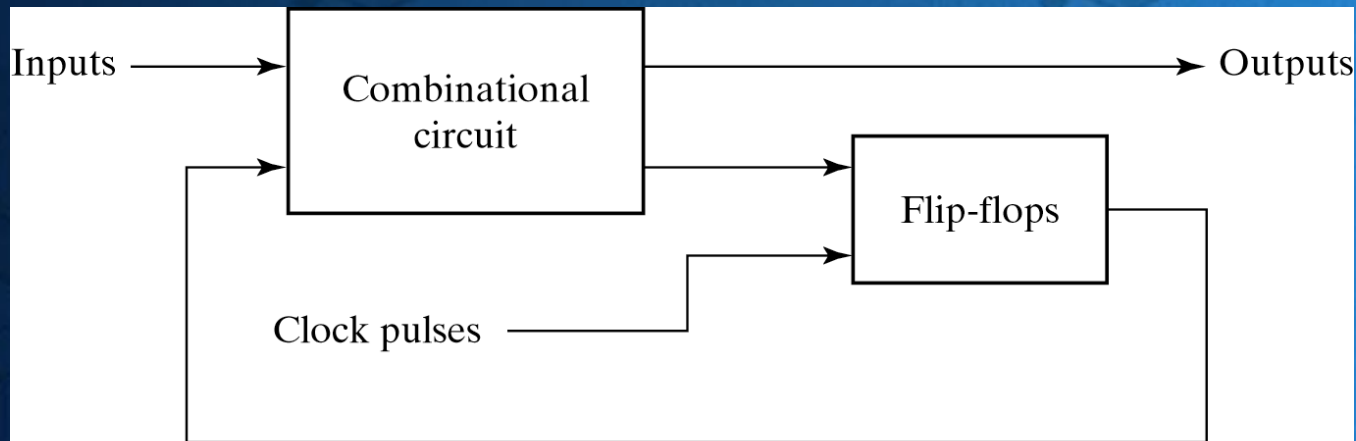 Inputs
Combinational
circuit
Outputs
Flip-flops
Clock pulses